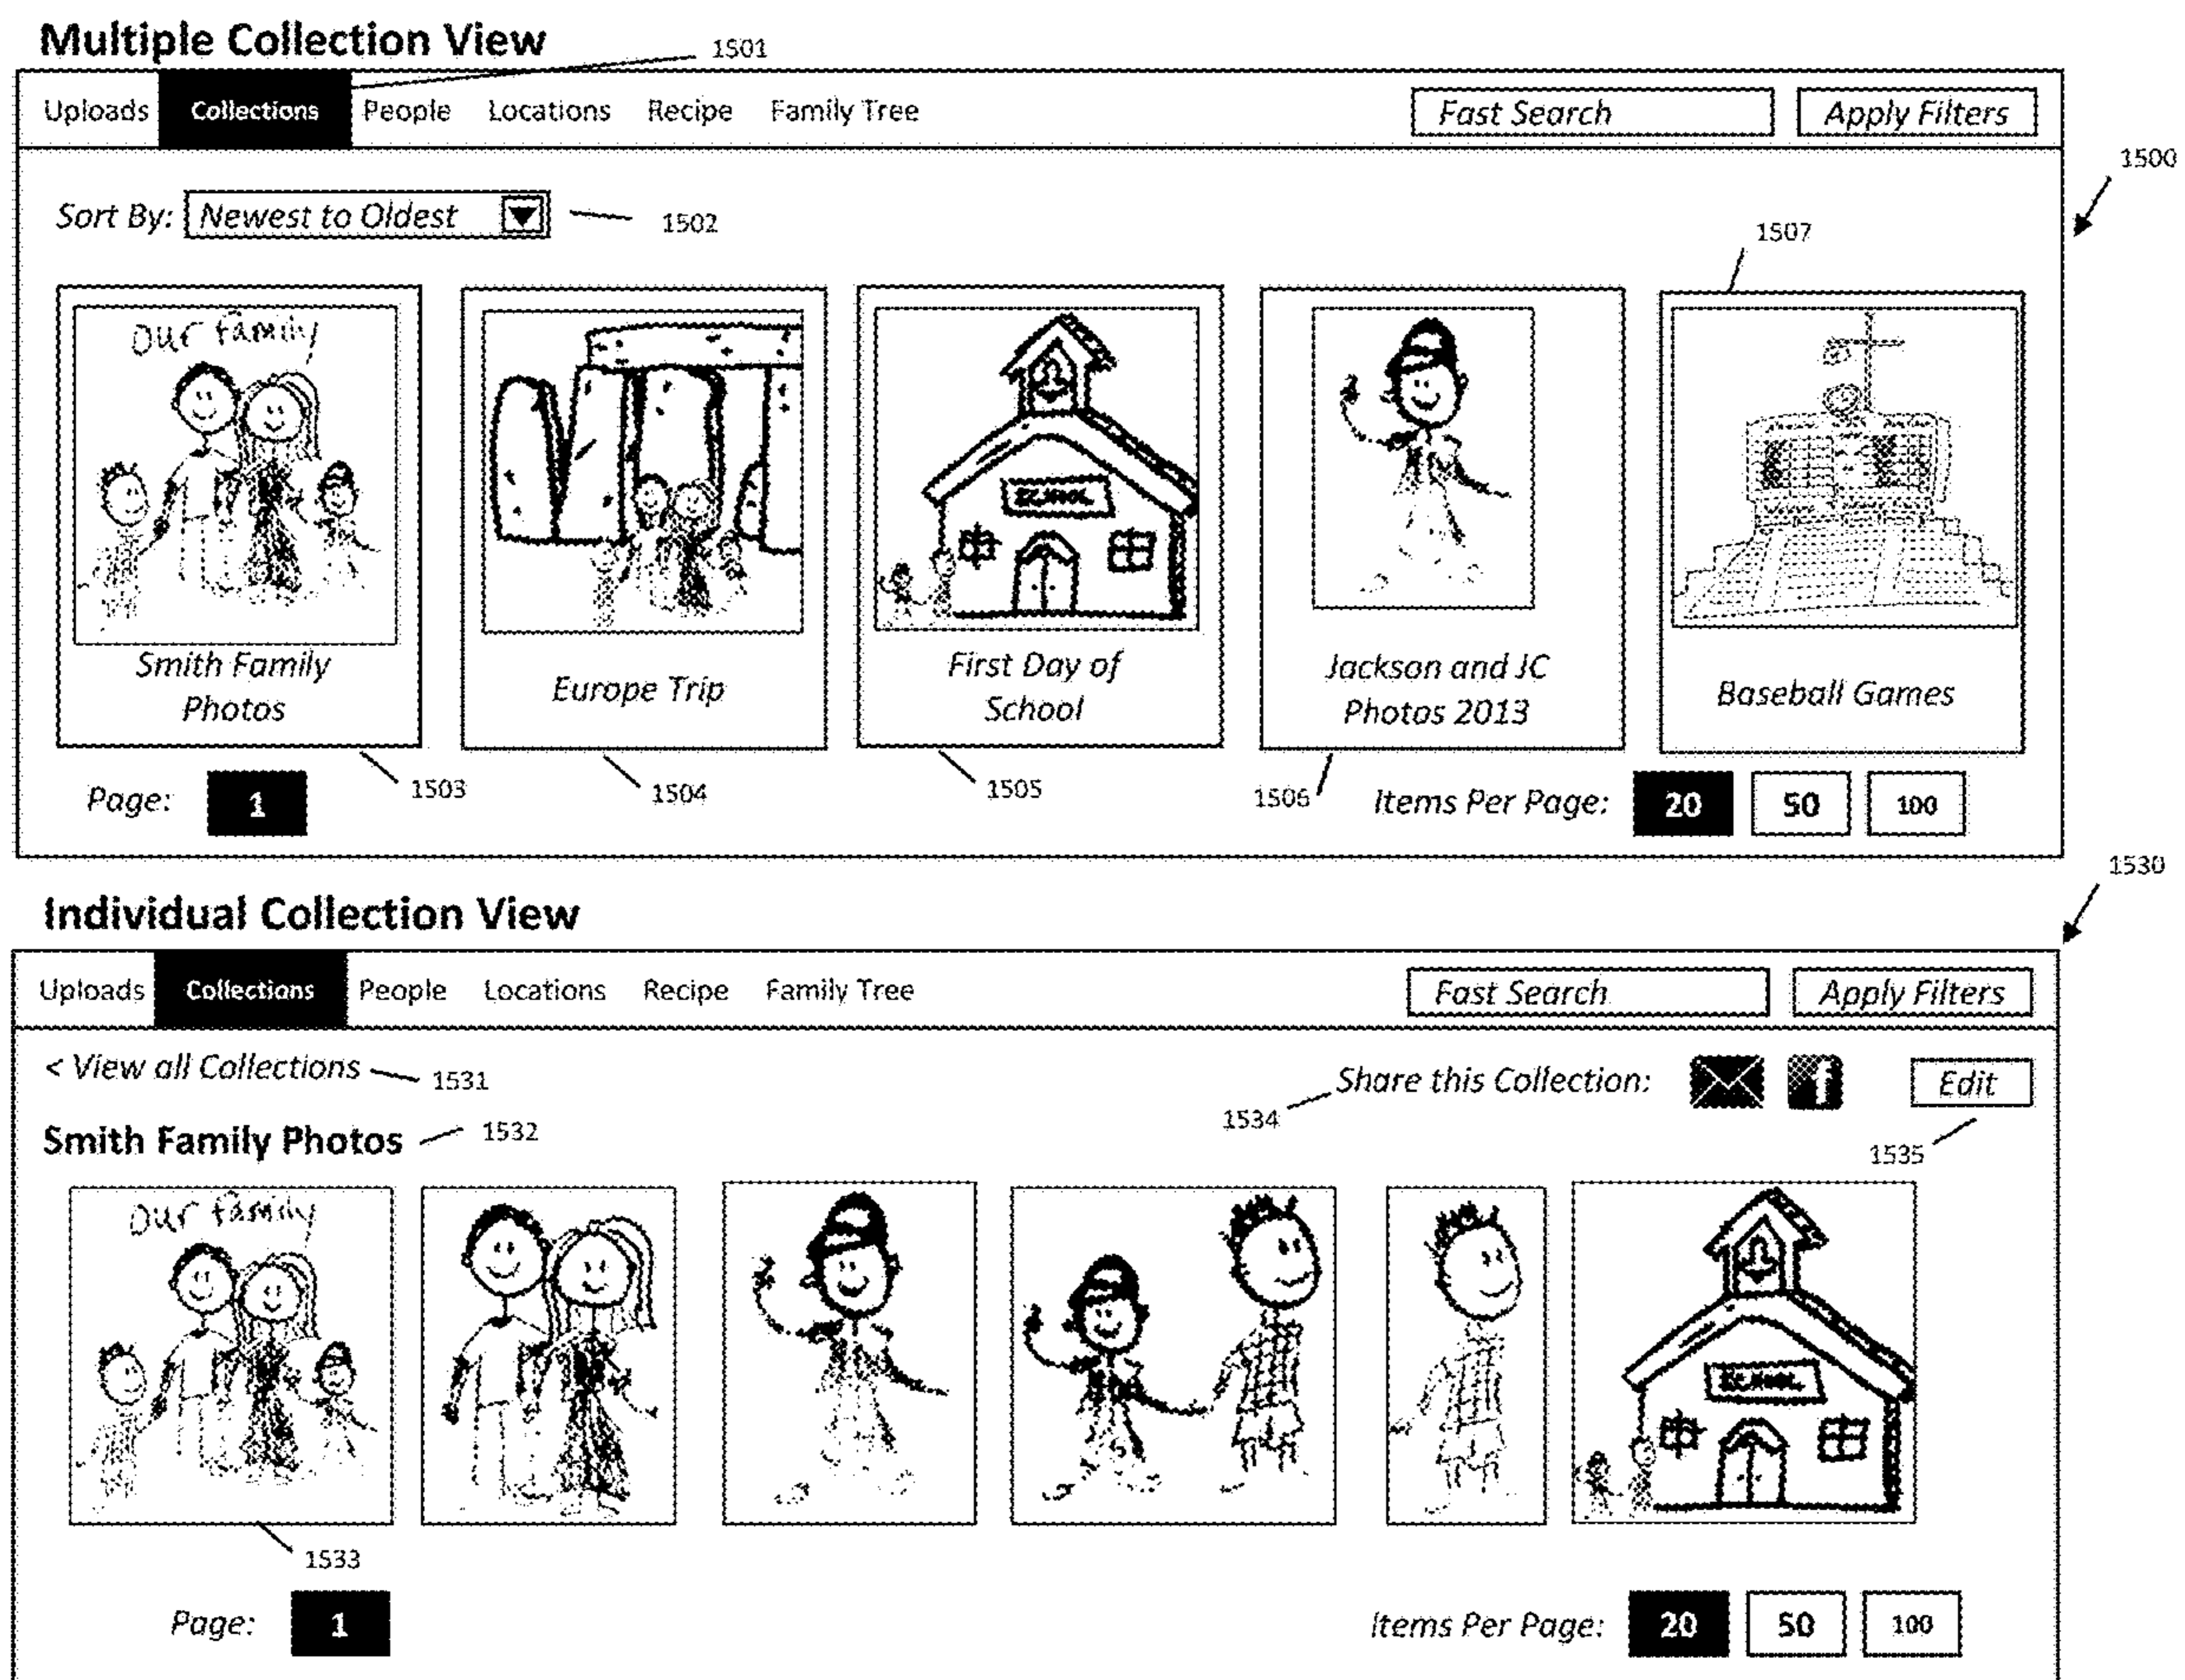 Multiple Collection View
1501
Uploads Collections People Locations Recipe Family Tree Fast Search Apply Filters
1500
Sort By: Newest to Oldest 1502
1507
Our family
SCHOOL
Smith Family
Photos
Europe Trip
First Day of
School
Jackson and JC
Photos 2013
Baseball Games
1503 1504 1505 1506
Page: 1 Items Per Page: 20 50 100
1530
Individual Collection View
Uploads Collections People Locations Recipe Family Tree Fast Search Apply Filters
< View all Collections 1531 Share this Collection: f Edit
1534
Smith Family Photos 1532
1535
Our family
SCHOOL
1533
Page: 1 Items Per Page: 20 50 100